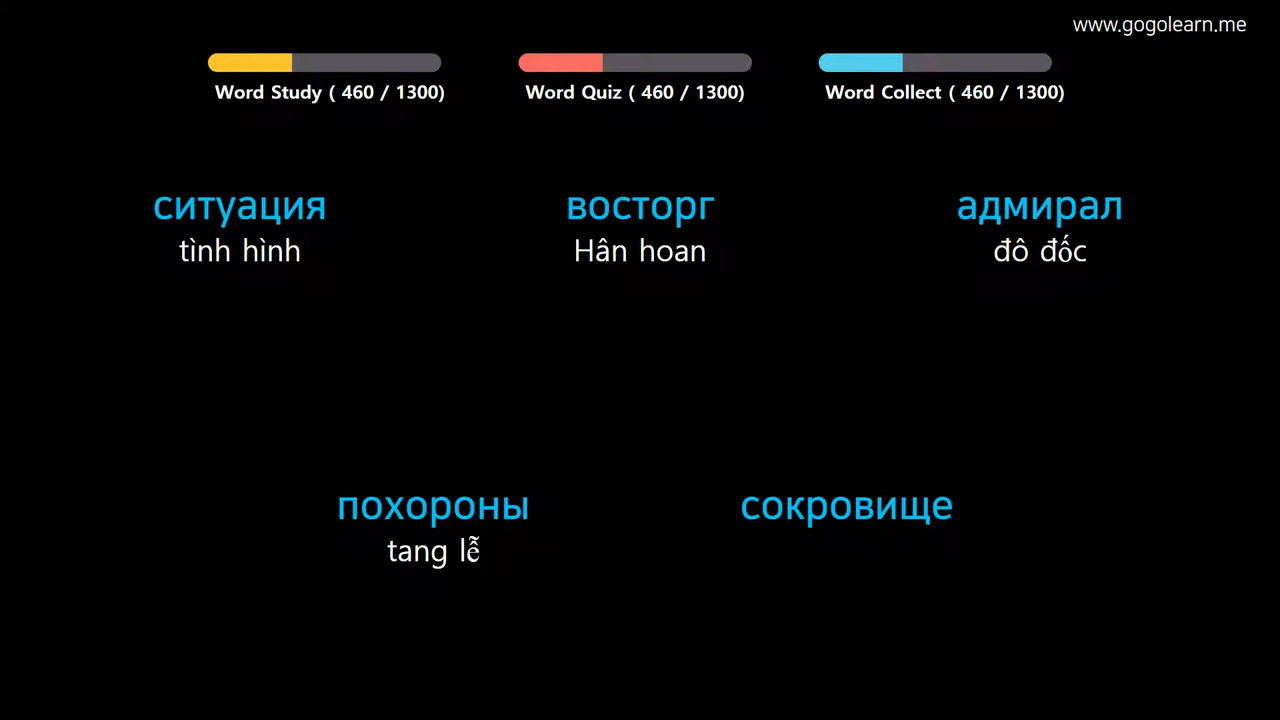 www.gogolearn.me
Word Study ( 460 / 1300)
Word Quiz ( 460 / 1300)
Word Collect ( 460 / 1300)
ситуация
восторг
адмирал
tình hình
Hân hoan
đô đốc
похороны
сокровище
tang lễ